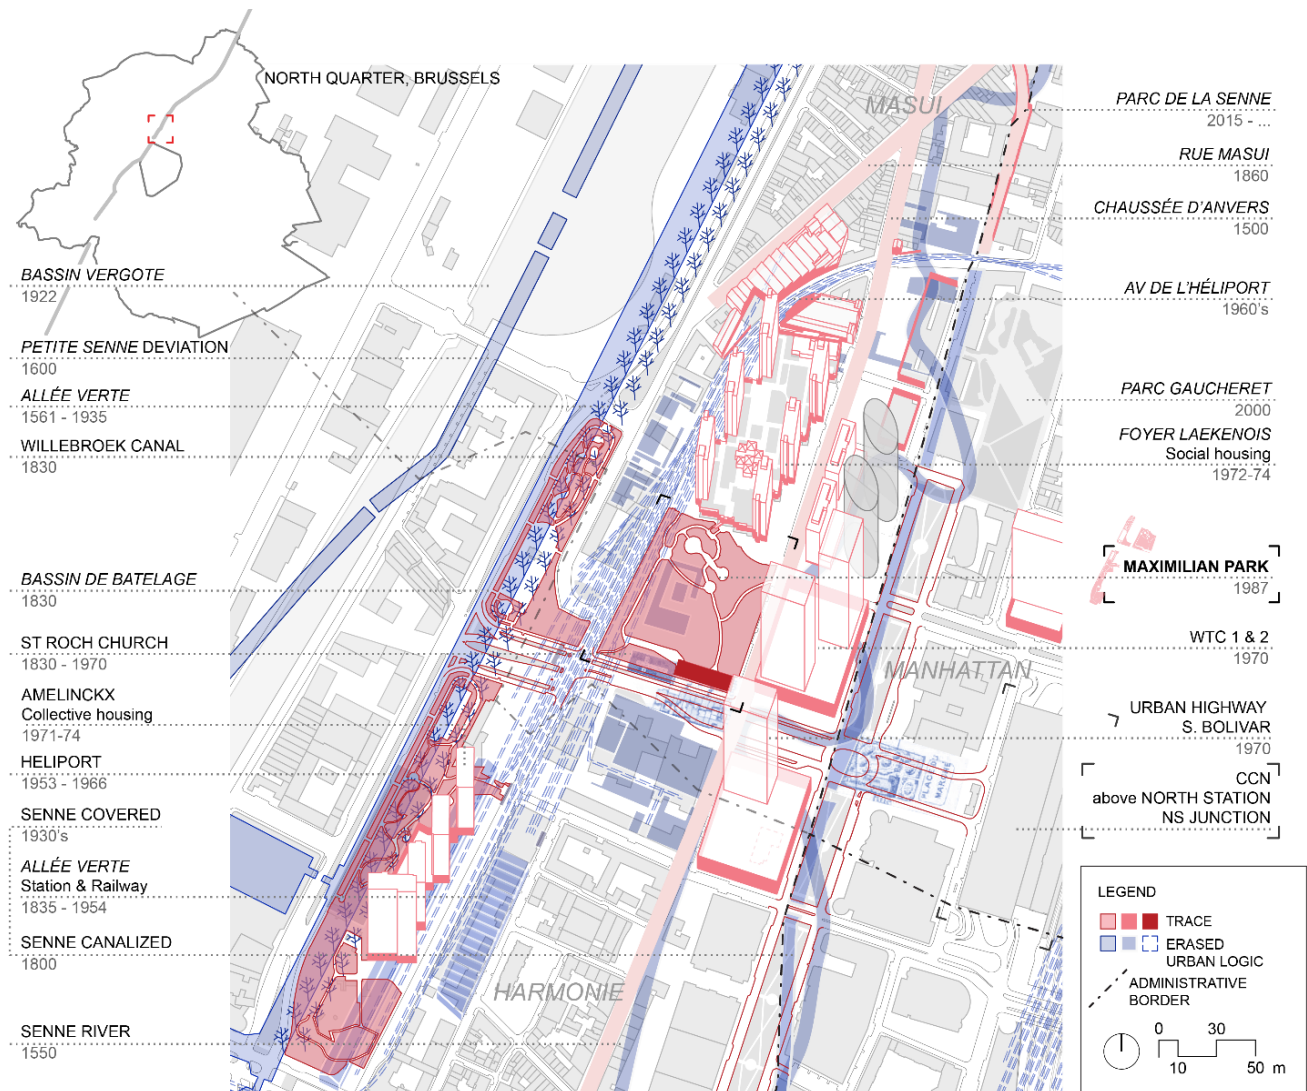 NORTH QUARTER, BRUSSELS
BASSIN VERGOTE
1922
PETITE SENNE DEVIATION
1600
ALLÉE VERTE
1561 - 1935
WILLEBROEK CANAL
1830
BASSIN DE BATELAGE
1830
ST ROCH CHURCH
1830 - 1970
AMELINCKX
Collective housing
1971-74
HELIPORT
1953 - 1966
SENNE COVERED
1930's
ALLÉE VERTE
Station & Railway
1835 - 1954
SENNE CANALIZED
1800
SENNE RIVER
1550
MASUI
MANHATTAN
HARMONIE
PARC DE LA SENNE
2015 - ...
RUE MASUI
1860
CHAUSSÉE D'ANVERS
1500
AV DE L'HÉLIPORT
1960's
PARC GAUCHERET
2000
FOYER LAEKENOIS
Social housing
1972-74
MAXIMILIAN PARK
1987
WTC 1 & 2
1970
URBAN HIGHWAY
S. BOLIVAR
1970
CCN
above NORTH STATION
NS JUNCTION
LEGEND
TRACE
ERASED
URBAN LOGIC
ADMINISTRATIVE
BORDER
0 30
10 50 m